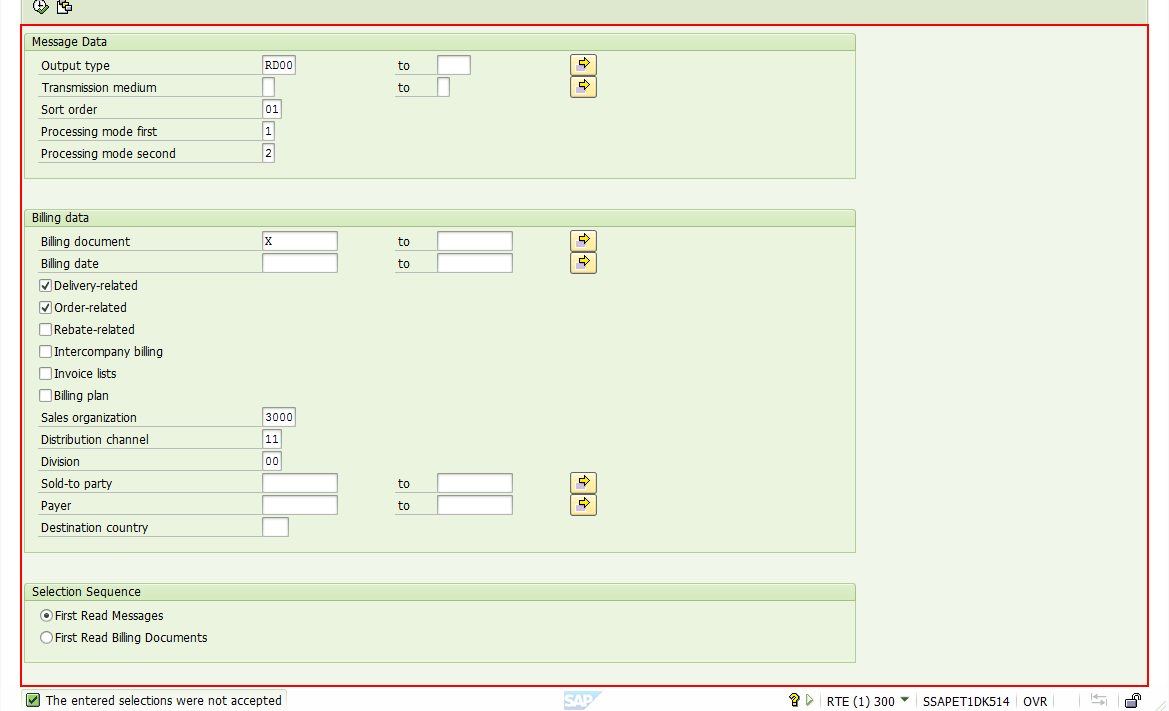 Message Data
Output type RD00 to
Transmission medium to
Sort order 01
Processing mode first 1
Processing mode second 2
Billing data
Billing document X to
Billing date to
Delivery-related
Order-related
Rebate-related
Intercompany billing
Invoice lists
Billing plan
Sales organization 3000
Distribution channel 11
Division 00
Sold-to party to
Payer to
Destination country
Selection Sequence
First Read Messages
First Read Billing Documents
The entered selections were not accepted SAP RTE (1) 300 SSAPET1DK514 OVR